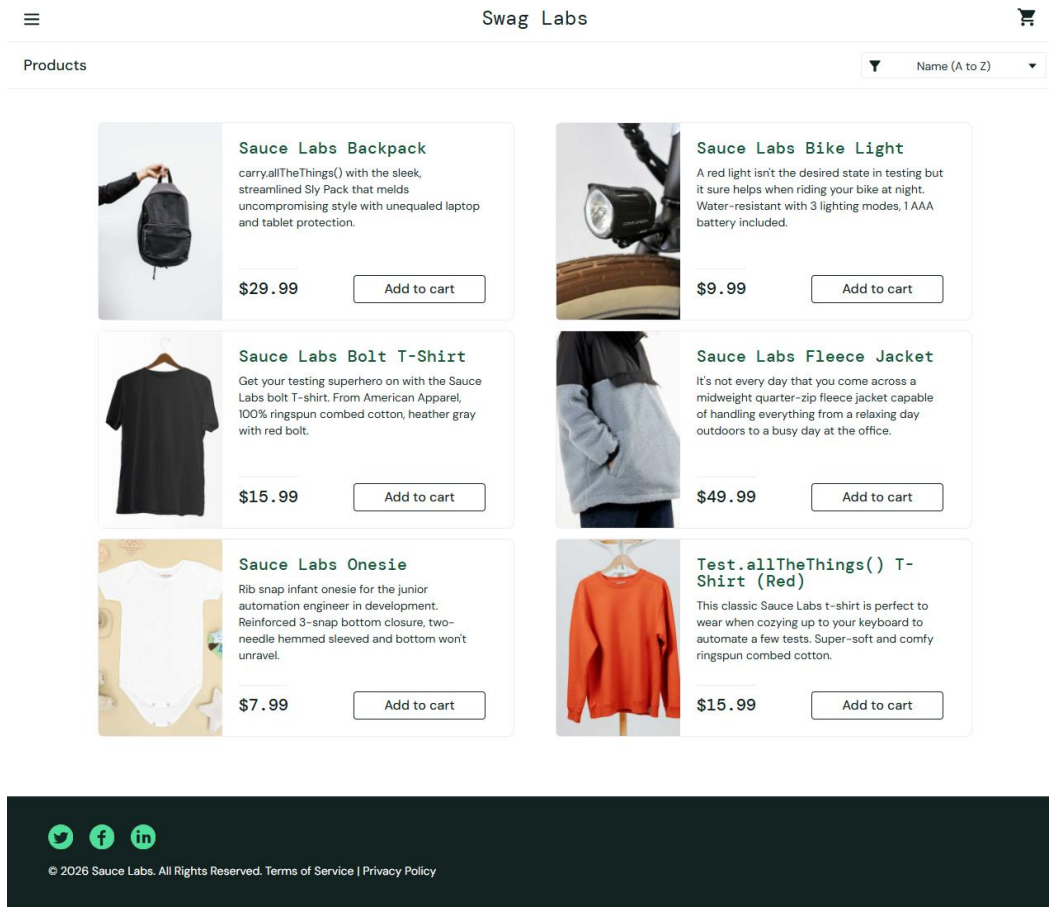 Swag Labs
Products
Name (A to Z)
Sauce Labs Backpack
carry.allTheThings() with the sleek,
streamlined Sly Pack that melds
uncompromising style with unequaled laptop
and tablet protection.
$29.99
Add to cart
Sauce Labs Bike Light
A red light isn't the desired state in testing but
it sure helps when riding your bike at night.
Water-resistant with 3 lighting modes, 1 AAA
battery included.
$9.99
Add to cart
Sauce Labs Bolt T-Shirt
Get your testing superhero on with the Sauce
Labs bolt T-shirt. From American Apparel,
100% ringspun combed cotton, heather gray
with red bolt.
$15.99
Add to cart
Sauce Labs Fleece Jacket
It's not every day that you come across a
midweight quarter-zip fleece jacket capable
of handling everything from a relaxing day
outdoors to a busy day at the office.
$49.99
Add to cart
Sauce Labs Onesie
Rib snap infant onesie for the junior
automation engineer in development.
Reinforced 3-snap bottom closure, two-
needle hemmed sleeved and bottom won't
unravel.
$7.99
Add to cart
Test.allTheThings() T-
Shirt (Red)
This classic Sauce Labs t-shirt is perfect to
wear when cozying up to your keyboard to
automate a few tests. Super-soft and comfy
ringspun combed cotton.
$15.99
Add to cart
© 2026 Sauce Labs. All Rights Reserved. Terms of Service | Privacy Policy